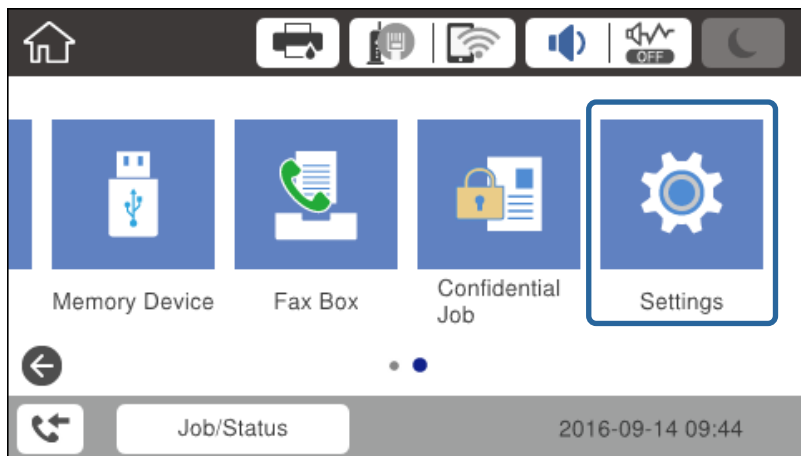 OFF
Memory Device
Fax Box
Confidential
Job
Settings
Job/Status
2016-09-14 09:44